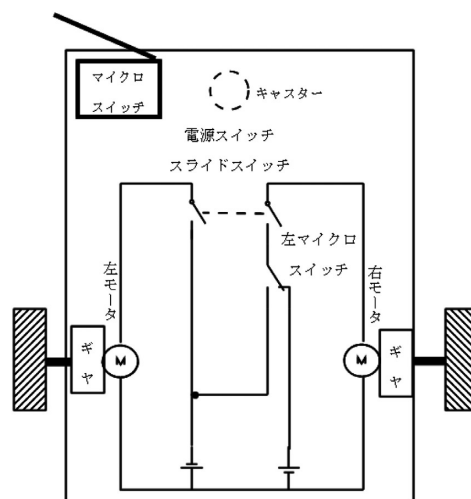 マイクロ
スイッチ
キャスター
電源スイッチ
スライドスイッチ
左マイクロ
スイッチ
左モータ
右モータ
ギヤ
M
M
ギヤ